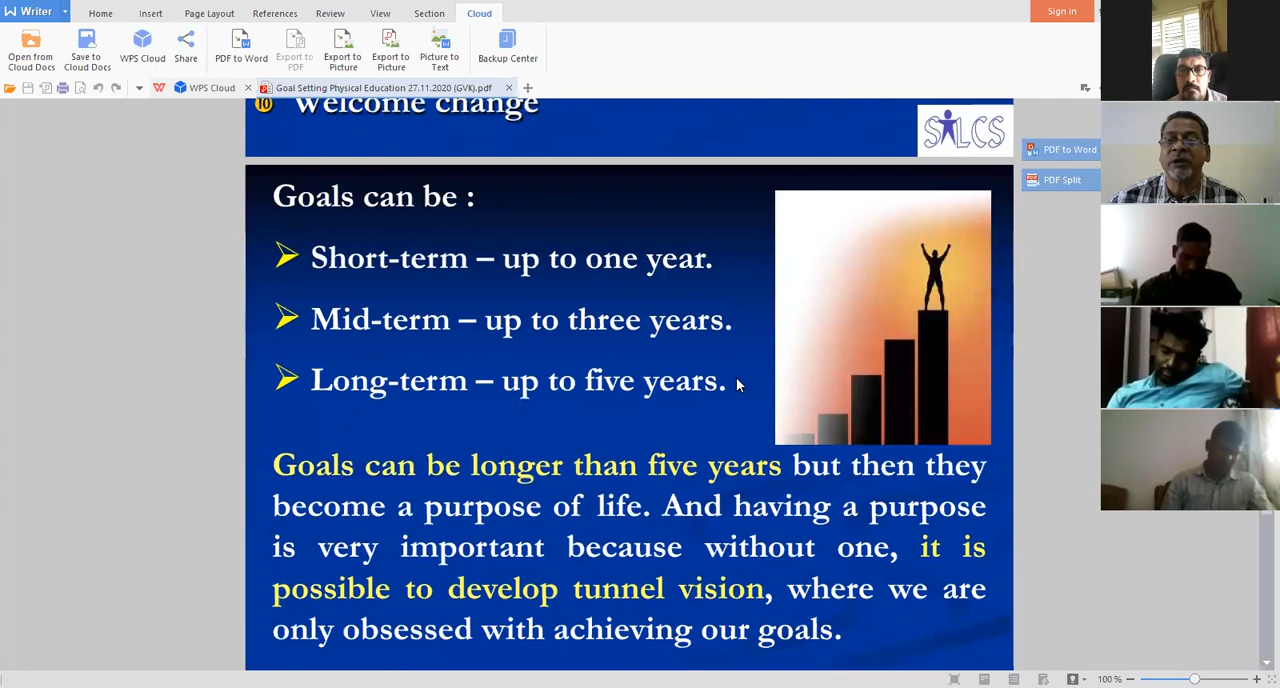 Writer
Home Insert Page Layout References Review View Section Cloud
Sign in
Open from Cloud Docs
Save to Cloud Docs
WPS Cloud
Share
PDF to Word
Export to PDF
Export to Picture
Export to Picture
Picture to Text
Backup Center
WPS Cloud
Goal Setting Physical Education 27.11.2020 (GVK).pdf
10 Welcome change
SLCS
PDF to Word
PDF Split
Goals can be :
Short-term – up to one year.
Mid-term – up to three years.
Long-term – up to five years.
Goals can be longer than five years but then they
become a purpose of life. And having a purpose
is very important because without one, it is
possible to develop tunnel vision, where we are
only obsessed with achieving our goals.
100 %